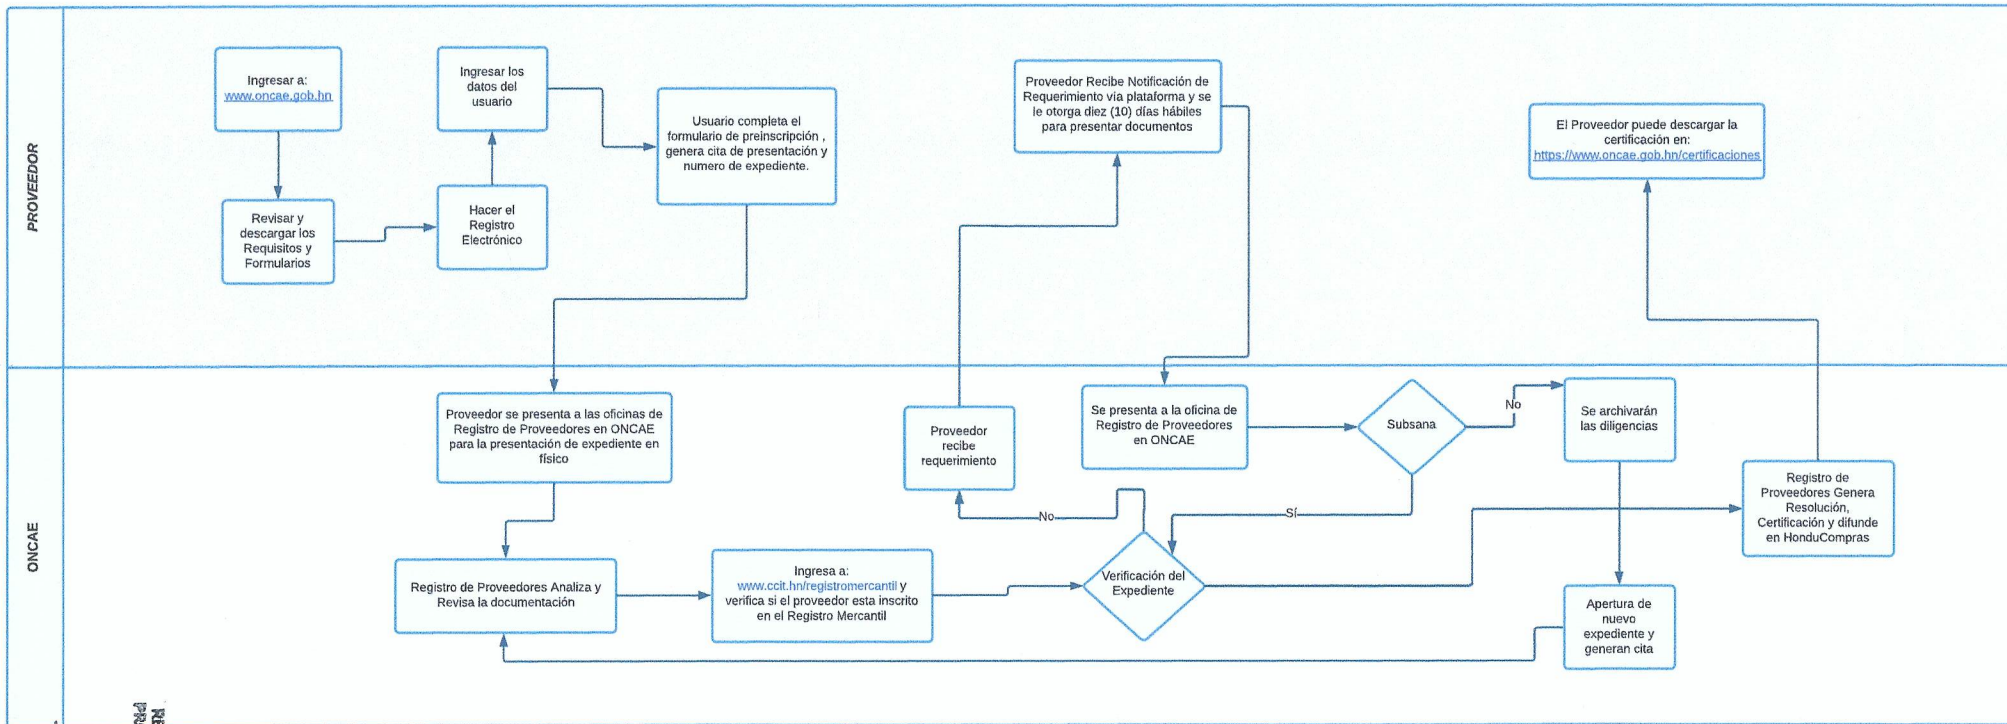 PROVEEDOR
Ingresar a:
www.oncae.gob.hn
Revisar y
descargar los
Requisitos y
Formularios
Hacer el
Registro
Electrónico
Ingresar los
datos del
usuario
Usuario completa el
formulario de preinscripción ,
genera cita de presentación y
numero de expediente.
Proveedor Recibe Notificación de
Requerimiento via plataforma y se
le otorga diez (10) días hábiles
para presentar documentos
El Proveedor puede descargar la
certificación en:
https://www.oncae.gob.hn/certificaciones
ONCAE
Proveedor se presenta a las oficinas de
Registro de Proveedores en ONCAE
para la presentación de expediente en
físico
Registro de Proveedores Analiza y
Revisa la documentación
Ingresa a:
www.ccit.hn/registromercantil y
verifica si el proveedor esta inscrito
en el Registro Mercantil
Verificación del
Expediente
No
Proveedor
recibe
requerimiento
Se presenta a la oficina de
Registro de Proveedores
en ONCAE
Subsana
Sí
No
Se archivarán
las diligencias
Apertura de
nuevo
expediente y
generan cita
Registro de
Proveedores Genera
Resolución,
Certificación y difunde
en HonduCompras